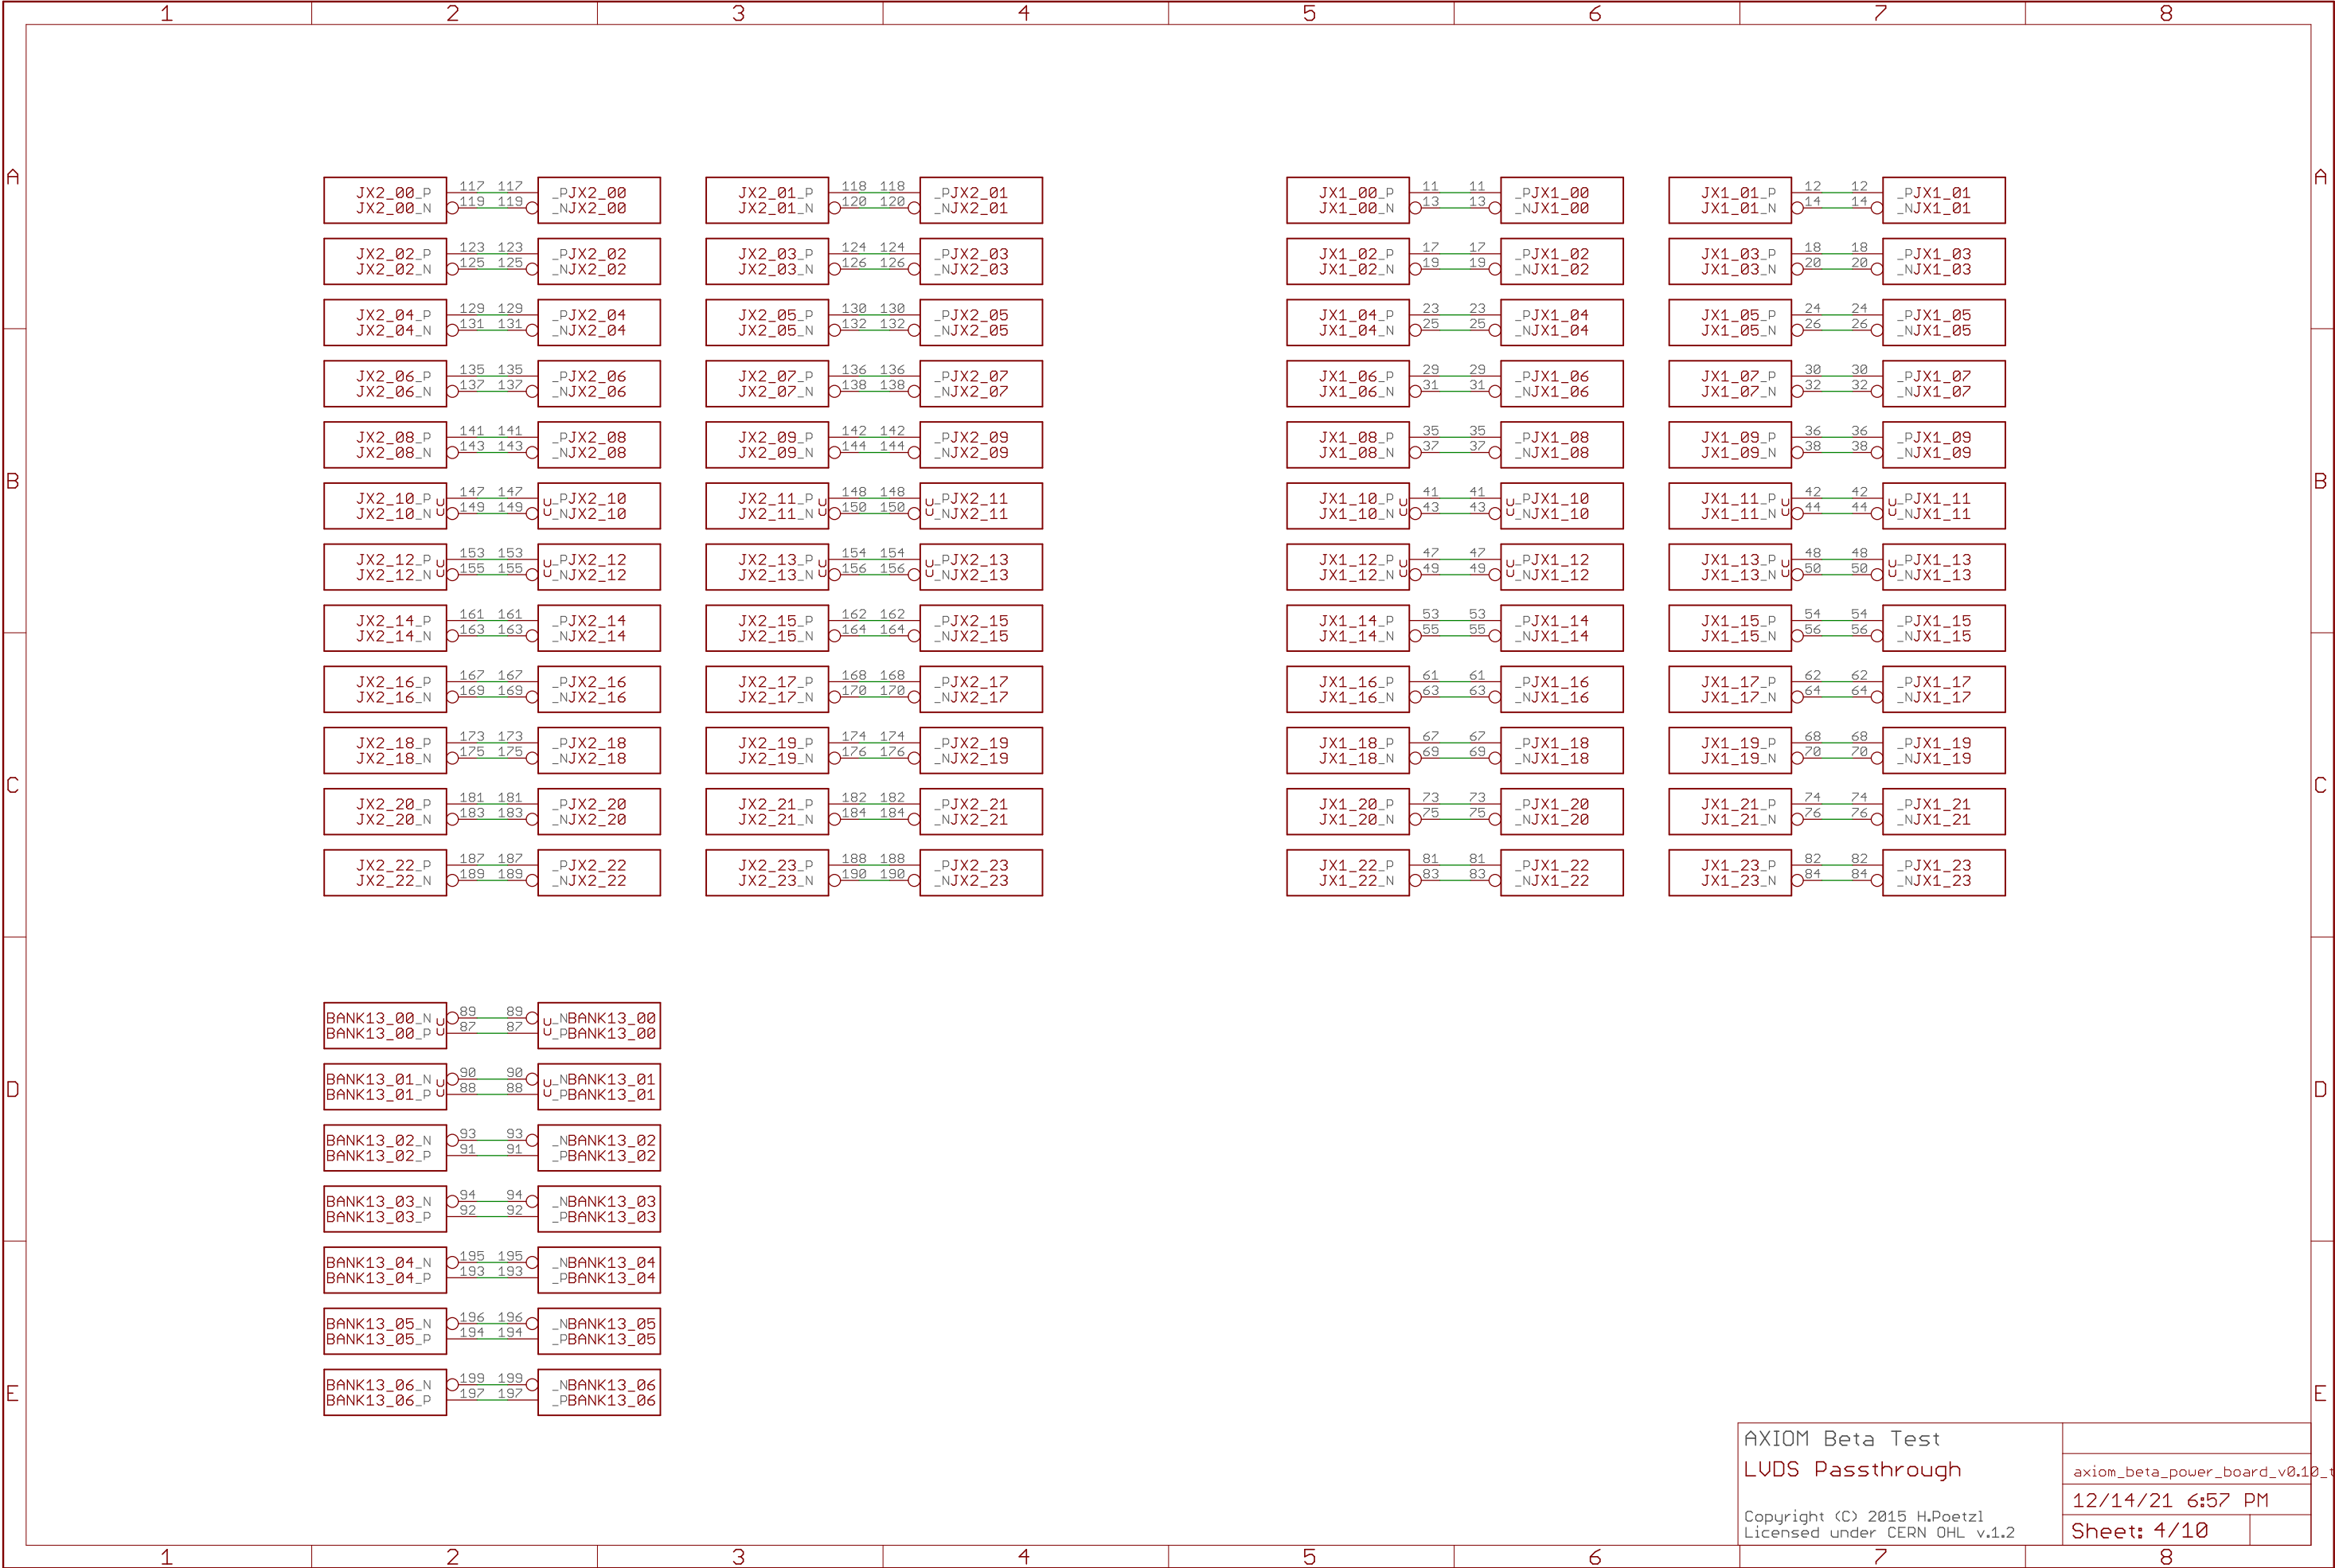 1 2 3 4 5 6 7 8
A A
JX2_00_P 117 117 _PJX2_00 JX2_01_P 118 118 _PJX2_01 JX1_00_P 11 11 _PJX1_00 JX1_01_P 12 12 _PJX1_01
JX2_00_N 119 119 _NJX2_00 JX2_01_N 120 120 _NJX2_01 JX1_00_N 13 13 _NJX1_00 JX1_01_N 14 14 _NJX1_01
JX2_02_P 123 123 _PJX2_02 JX2_03_P 124 124 _PJX2_03 JX1_02_P 17 17 _PJX1_02 JX1_03_P 18 18 _PJX1_03
JX2_02_N 125 125 _NJX2_02 JX2_03_N 126 126 _NJX2_03 JX1_02_N 19 19 _NJX1_02 JX1_03_N 20 20 _NJX1_03
JX2_04_P 129 129 _PJX2_04 JX2_05_P 130 130 _PJX2_05 JX1_04_P 23 23 _PJX1_04 JX1_05_P 24 24 _PJX1_05
JX2_04_N 131 131 _NJX2_04 JX2_05_N 132 132 _NJX2_05 JX1_04_N 25 25 _NJX1_04 JX1_05_N 26 26 _NJX1_05
JX2_06_P 135 135 _PJX2_06 JX2_07_P 136 136 _PJX2_07 JX1_06_P 29 29 _PJX1_06 JX1_07_P 30 30 _PJX1_07
JX2_06_N 137 137 _NJX2_06 JX2_07_N 138 138 _NJX2_07 JX1_06_N 31 31 _NJX1_06 JX1_07_N 32 32 _NJX1_07
JX2_08_P 141 141 _PJX2_08 JX2_09_P 142 142 _PJX2_09 JX1_08_P 35 35 _PJX1_08 JX1_09_P 36 36 _PJX1_09
JX2_08_N 143 143 _NJX2_08 JX2_09_N 144 144 _NJX2_09 JX1_08_N 37 37 _NJX1_08 JX1_09_N 38 38 _NJX1_09
B B
JX2_10_P U 147 147 U _PJX2_10 JX2_11_P U 148 148 U _PJX2_11 JX1_10_P U 41 41 U _PJX1_10 JX1_11_P U 42 42 U _PJX1_11
JX2_10_N U 149 149 U _NJX2_10 JX2_11_N U 150 150 U _NJX2_11 JX1_10_N U 43 43 U _NJX1_10 JX1_11_N U 44 44 U _NJX1_11
JX2_12_P U 153 153 U _PJX2_12 JX2_13_P U 154 154 U _PJX2_13 JX1_12_P U 47 47 U _PJX1_12 JX1_13_P U 48 48 U _PJX1_13
JX2_12_N U 155 155 U _NJX2_12 JX2_13_N U 156 156 U _NJX2_13 JX1_12_N U 49 49 U _NJX1_12 JX1_13_N U 50 50 U _NJX1_13
JX2_14_P 161 161 _PJX2_14 JX2_15_P 162 162 _PJX2_15 JX1_14_P 53 53 _PJX1_14 JX1_15_P 54 54 _PJX1_15
JX2_14_N 163 163 _NJX2_14 JX2_15_N 164 164 _NJX2_15 JX1_14_N 55 55 _NJX1_14 JX1_15_N 56 56 _NJX1_15
JX2_16_P 167 167 _PJX2_16 JX2_17_P 168 168 _PJX2_17 JX1_16_P 61 61 _PJX1_16 JX1_17_P 62 62 _PJX1_17
JX2_16_N 169 169 _NJX2_16 JX2_17_N 170 170 _NJX2_17 JX1_16_N 63 63 _NJX1_16 JX1_17_N 64 64 _NJX1_17
JX2_18_P 173 173 _PJX2_18 JX2_19_P 174 174 _PJX2_19 JX1_18_P 67 67 _PJX1_18 JX1_19_P 68 68 _PJX1_19
JX2_18_N 175 175 _NJX2_18 JX2_19_N 176 176 _NJX2_19 JX1_18_N 69 69 _NJX1_18 JX1_19_N 70 70 _NJX1_19
C C
JX2_20_P 181 181 _PJX2_20 JX2_21_P 182 182 _PJX2_21 JX1_20_P 73 73 _PJX1_20 JX1_21_P 74 74 _PJX1_21
JX2_20_N 183 183 _NJX2_20 JX2_21_N 184 184 _NJX2_21 JX1_20_N 75 75 _NJX1_20 JX1_21_N 76 76 _NJX1_21
JX2_22_P 187 187 _PJX2_22 JX2_23_P 188 188 _PJX2_23 JX1_22_P 81 81 _PJX1_22 JX1_23_P 82 82 _PJX1_23
JX2_22_N 189 189 _NJX2_22 JX2_23_N 190 190 _NJX2_23 JX1_22_N 83 83 _NJX1_22 JX1_23_N 84 84 _NJX1_23
BANK13_00_N U 89 89 U _NBANK13_00
BANK13_00_P U 87 87 U _PBANK13_00
BANK13_01_N U 90 90 U _NBANK13_01
D D
BANK13_01_P U 88 88 U _PBANK13_01
BANK13_02_N 93 93 _NBANK13_02
BANK13_02_P 91 91 _PBANK13_02
BANK13_03_N 94 94 _NBANK13_03
BANK13_03_P 92 92 _PBANK13_03
BANK13_04_N 195 195 _NBANK13_04
BANK13_04_P 193 193 _PBANK13_04
BANK13_05_N 196 196 _NBANK13_05
BANK13_05_P 194 194 _PBANK13_05
BANK13_06_N 199 199 _NBANK13_06
E E
BANK13_06_P 197 197 _PBANK13_06
AXIOM Beta Test
LVDS Passthrough
axiom_beta_power_board_v0.10_t
12/14/21 6:57 PM
Copyright (C) 2015 H.Poetzl
Licensed under CERN OHL v.1.2
Sheet: 4/10
1 2 3 4 5 6 7 8